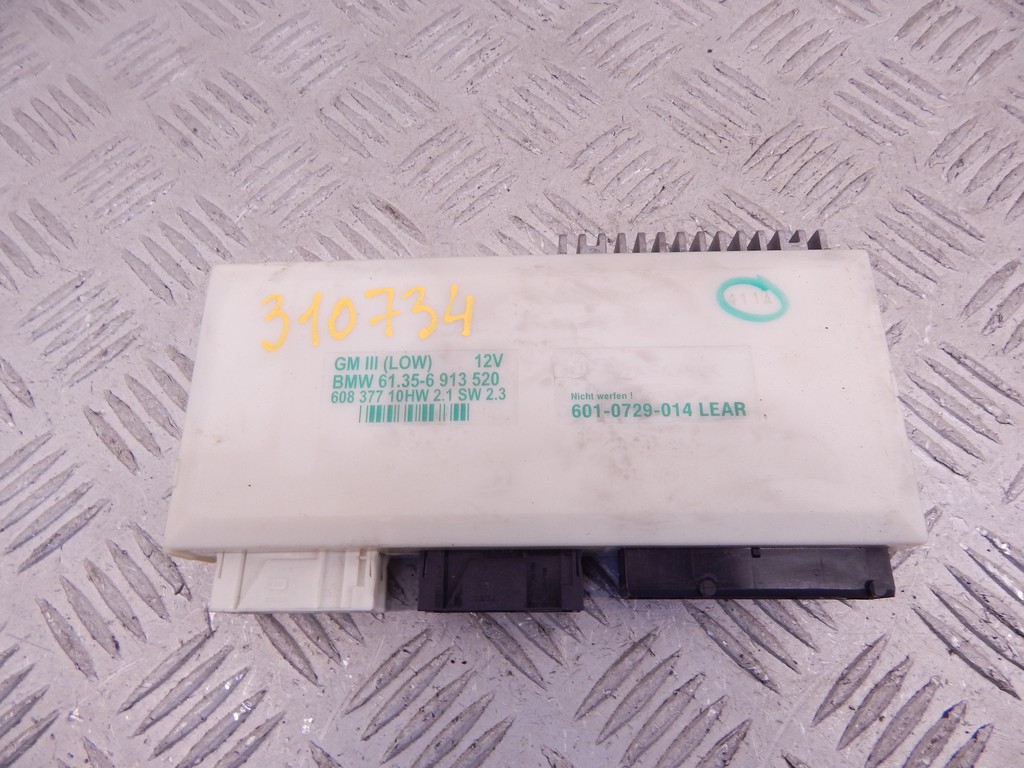 310734
GM III (LOW) 12V
BMW 61.35-6 913 520
608 377 10HW 2.1 SW 2.3
Nicht werfen !
601-0729-014 LEAR